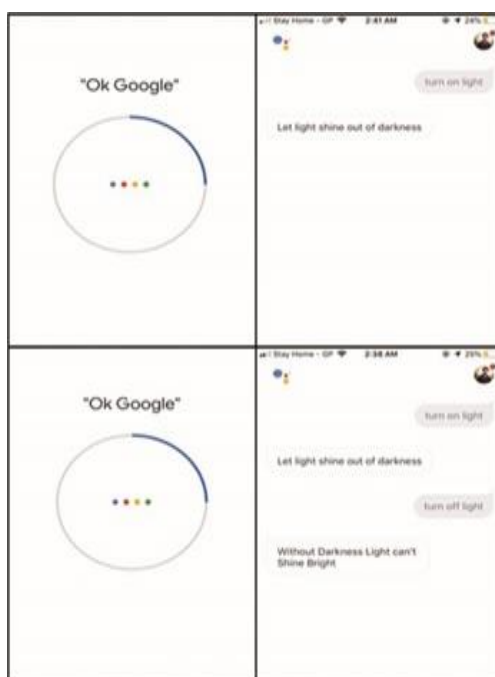 "Ok Google"
Stay Home - GP 2:41 AM 24%
turn on light
Let light shine out of darkness
"Ok Google"
Stay Home - GP 2:38 AM 25%
turn on light
Let light shine out of darkness
turn off light
Without Darkness Light can't
Shine Bright